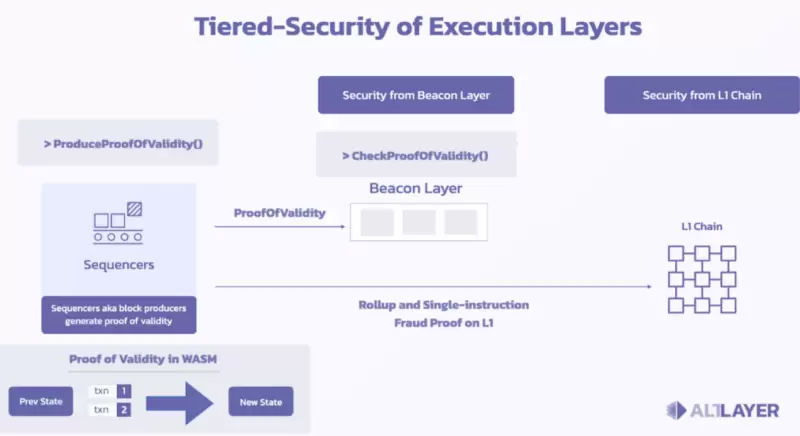 Tiered-Security of Execution Layers
Security from Beacon Layer
Security from L1 Chain
> ProduceProofOfValidity()
> CheckProofOfValidity()
Beacon Layer
ProofOfValidity
L1 Chain
Sequencers
Sequencers aka block producers
generate proof of validity
Rollup and Single-instruction
Fraud Proof on L1
Proof of Validity in WASM
Prev State
txn 1
txn 2
New State
ALTLAYER